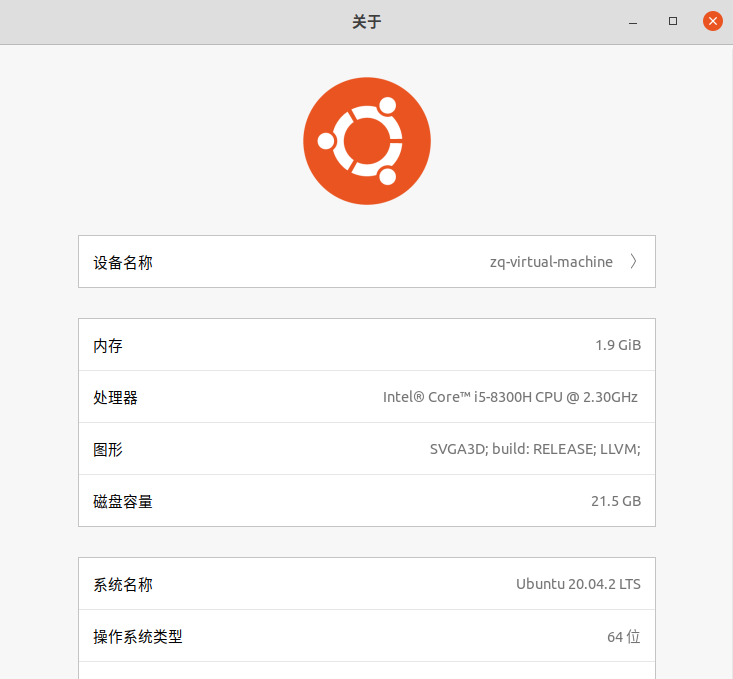 关于
设备名称 zq-virtual-machine
内存 1.9 GiB
处理器 Intel® Core™ i5-8300H CPU @ 2.30GHz
图形 SVGA3D; build: RELEASE; LLVM;
磁盘容量 21.5 GB
系统名称 Ubuntu 20.04.2 LTS
操作系统类型 64 位